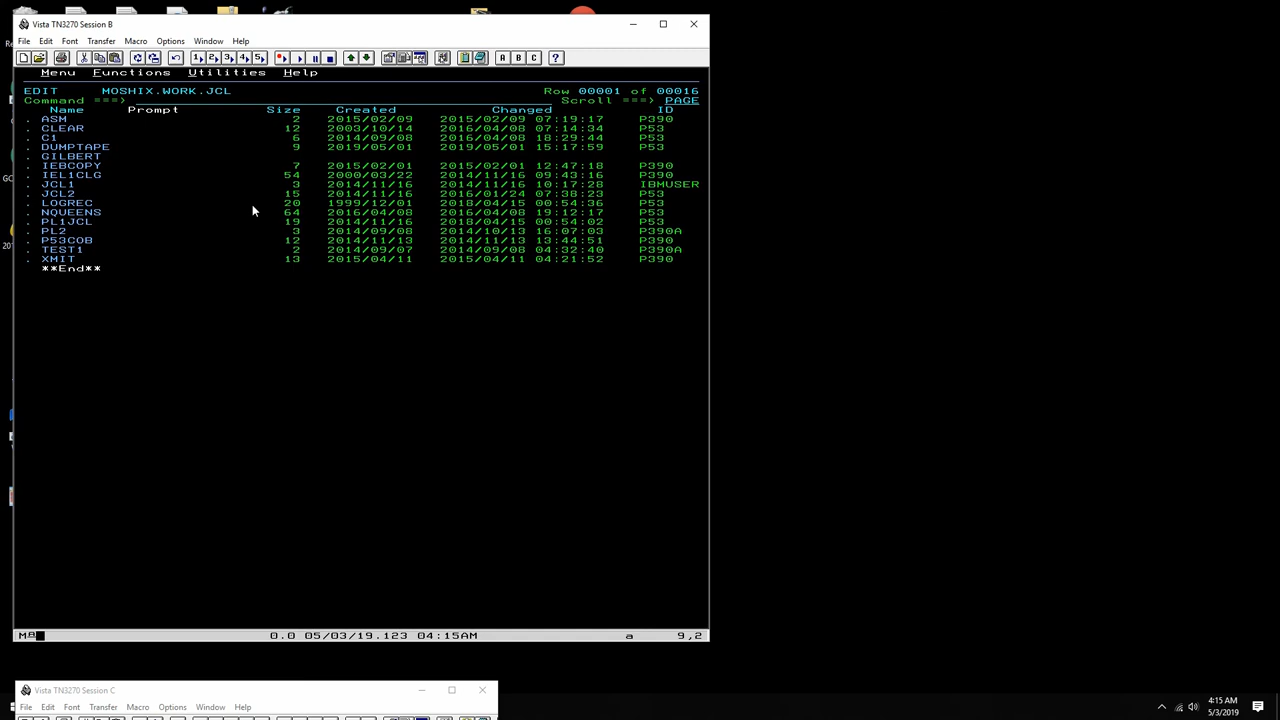 Vista TN3270 Session B
File Edit Font Transfer Macro Options Window Help
1 2 3 4 5 A B C ?
Menu Functions Utilities Help
EDIT MOSHIX.WORK.JCL Row 00001 of 00016
Command ===> Scroll ===> PAGE
Name Prompt Size Created Changed ID
. ASM 2 2015/02/09 2015/02/09 07:19:17 P390
. CLEAR 12 2003/10/14 2016/04/08 07:14:34 P53
. C1 6 2014/09/08 2016/04/08 18:29:44 P53
. DUMPTAPE 9 2019/05/01 2019/05/01 15:17:59 P53
. GILBERT
. IEBCOPY 7 2015/02/01 2015/02/01 12:47:18 P390
. IEL1CLG 54 2000/03/22 2014/11/16 09:43:16 P390
. JCL1 3 2014/11/16 2014/11/16 10:17:28 IBMUSER
. JCL2 15 2014/11/16 2016/01/24 07:38:23 P53
. LOGREC 20 1999/12/01 2018/04/15 00:54:36 P53
. NQUEENS 64 2016/04/08 2016/04/08 19:12:17 P53
. PL1JCL 19 2014/11/16 2018/04/15 00:54:02 P53
. PL2 3 2014/09/08 2014/10/13 16:07:03 P390A
. P53COB 12 2014/11/13 2014/11/13 13:44:51 P390
. TEST1 2 2014/09/07 2014/09/08 04:32:40 P390A
. XMIT 13 2015/04/11 2015/04/11 04:21:52 P390
**End**
0.0 05/03/19.123 04:15AM a 9,2
Vista TN3270 Session C
File Edit Font Transfer Macro Options Window Help
4:15 AM
5/3/2019